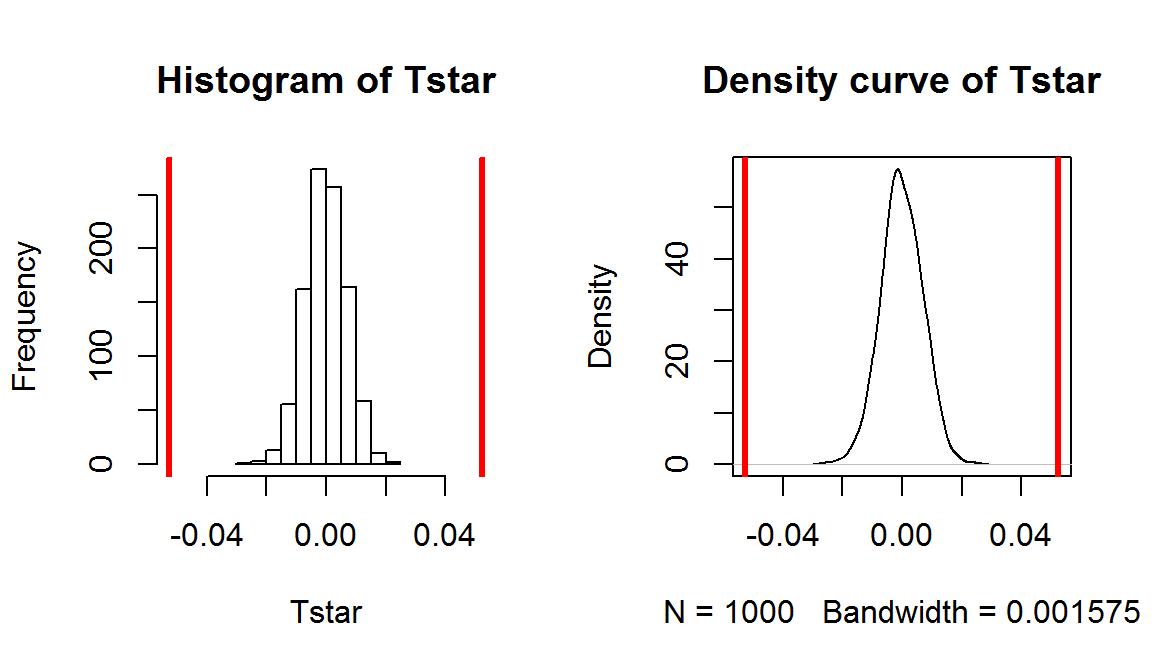 Histogram of Tstar
Frequency
0
100
200
-0.04
0.00
0.04
Tstar
Density curve of Tstar
Density
0
20
40
-0.04
0.00
0.04
N = 1000 Bandwidth = 0.001575